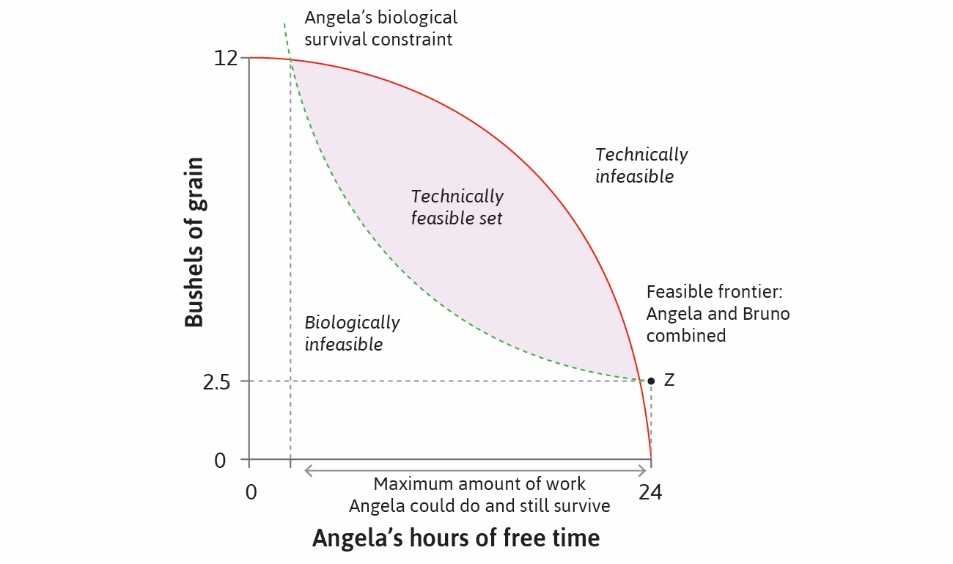 Angela's biological
survival constraint
12
Technically
infeasible
Technically
feasible set
Bushels of grain
Feasible frontier:
Angela and Bruno
combined
Biologically
infeasible
2.5
Z
0
Maximum amount of work
Angela could do and still survive
0
24
Angela's hours of free time